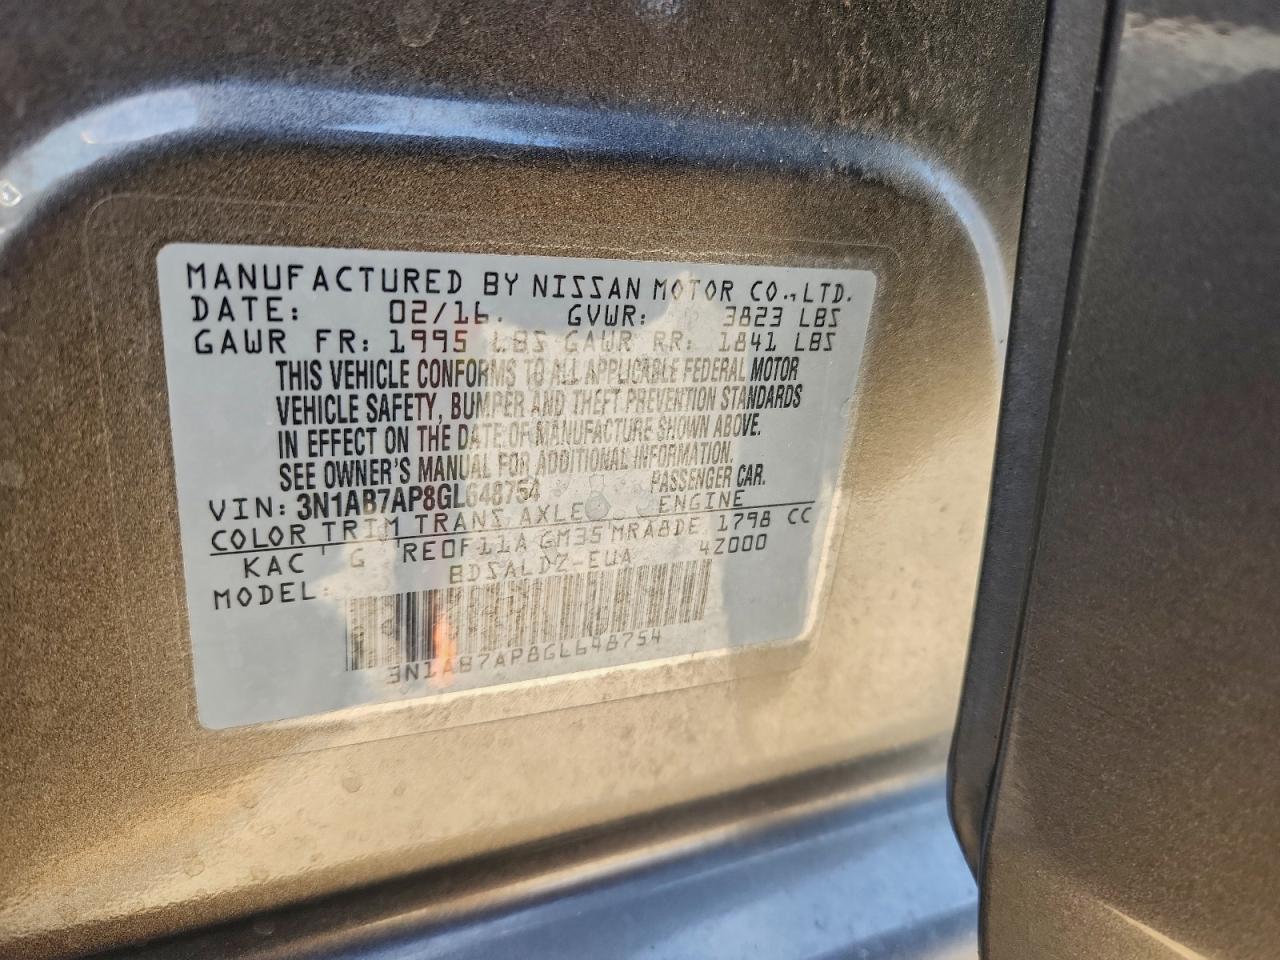 MANUFACTURED BY NISSAN MOTOR CO.,LTD.
DATE: 02/16. GVWR: 3823 LBS
GAWR FR: 1995 LBS GAWR RR: 1841 LBS
THIS VEHICLE CONFORMS TO ALL APPLICABLE FEDERAL MOTOR
VEHICLE SAFETY, BUMPER AND THEFT PREVENTION STANDARDS
IN EFFECT ON THE DATE OF MANUFACTURE SHOWN ABOVE.
SEE OWNER'S MANUAL FOR ADDITIONAL INFORMATION.
VIN: 3N1AB7AP8GL648754 PASSENGER CAR.
COLOR TRIM TRANS AXLE ENGINE
KAC G RE0F11A GM35 MRA8DE 1798 CC
MODEL: BDSALDZ-EUA 4Z000
3N1AB7AP8GL648754